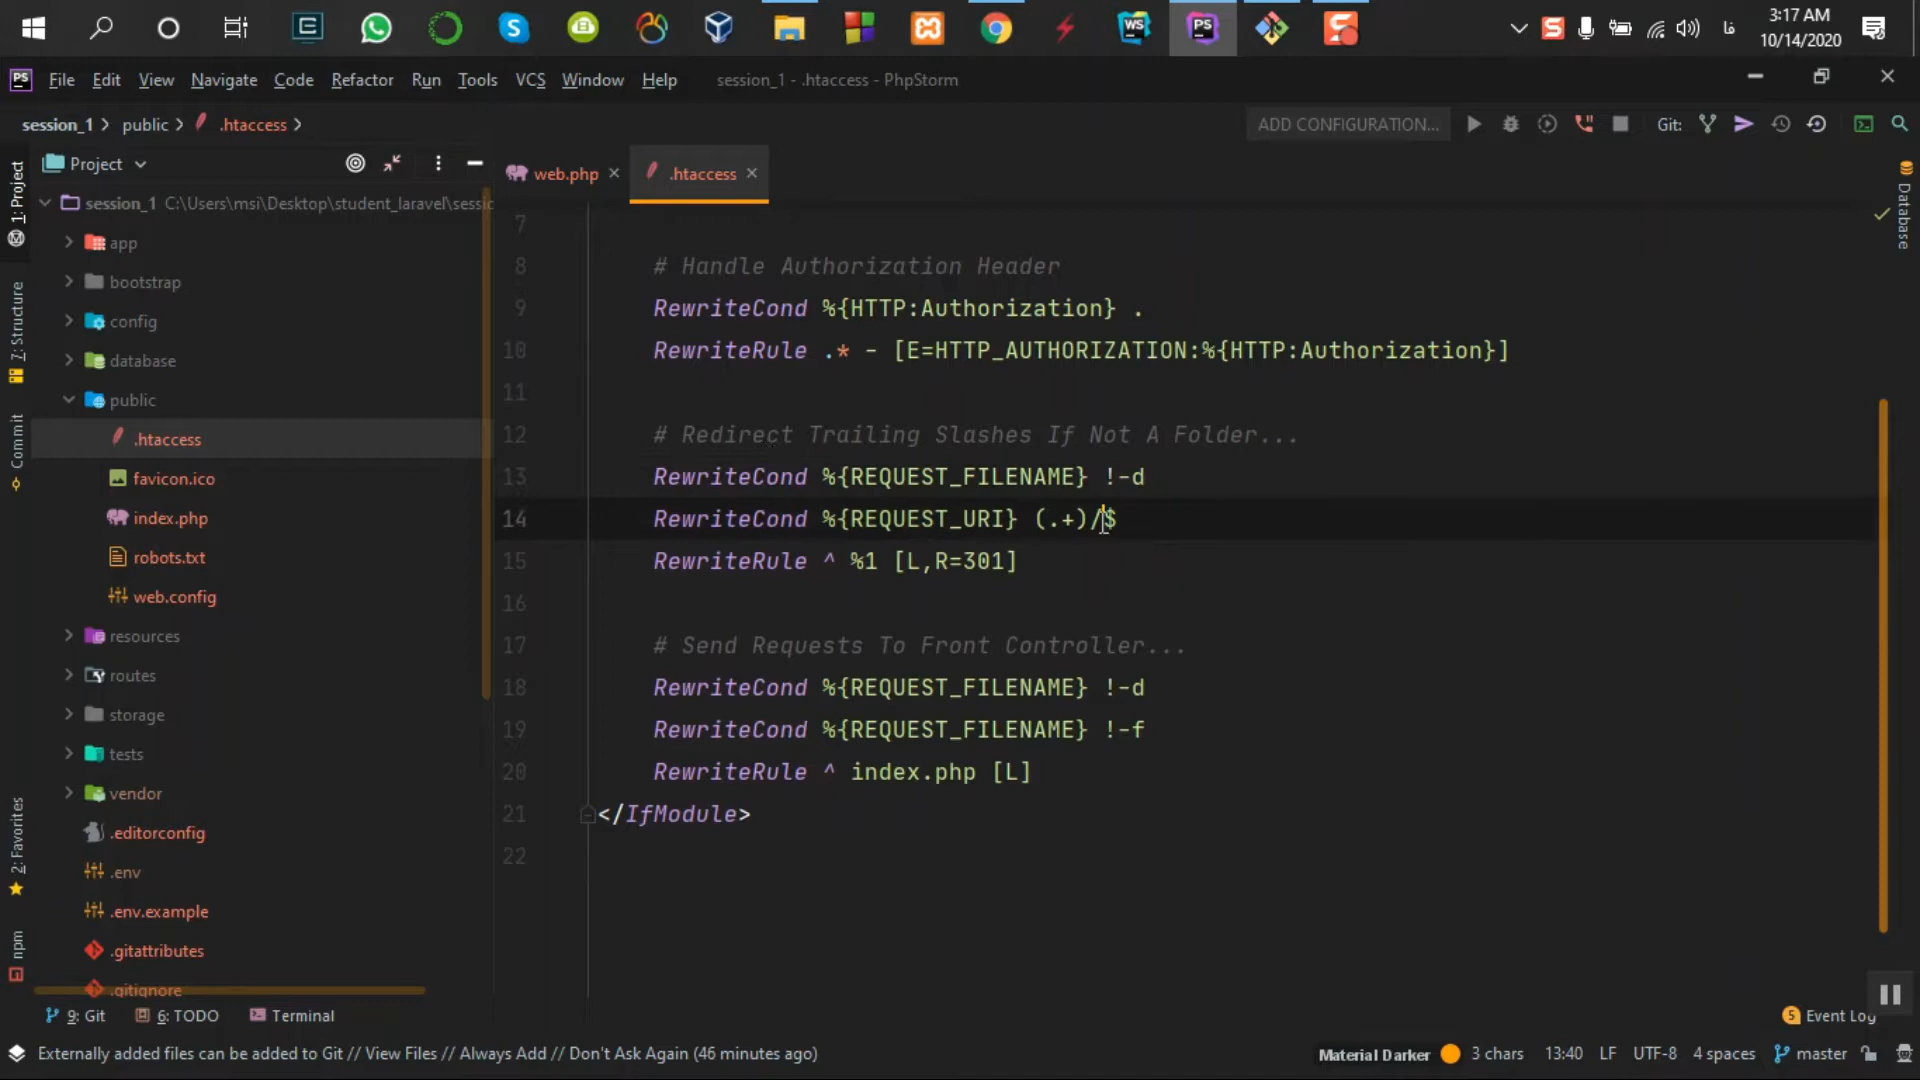 3:17 AM
10/14/2020
File Edit View Navigate Code Refactor Run Tools VCS Window Help session_1 - .htaccess - PhpStorm
session_1 public .htaccess
ADD CONFIGURATION... Git:
Project
web.php .htaccess
session_1 C:\Users\msi\Desktop\student_laravel\sessic
app
bootstrap
config
database
public
.htaccess
favicon.ico
index.php
robots.txt
web.config
resources
routes
storage
tests
vendor
.editorconfig
.env
.env.example
.gitattributes
.gitignore
1: Project
7: Structure
Commit
2: Favorites
npm
Database
7
8 # Handle Authorization Header
9 RewriteCond %{HTTP:Authorization} .
10 RewriteRule .* - [E=HTTP_AUTHORIZATION:%{HTTP:Authorization}]
11
12 # Redirect Trailing Slashes If Not A Folder...
13 RewriteCond %{REQUEST_FILENAME} !-d
14 RewriteCond %{REQUEST_URI} (.+)/$
15 RewriteRule ^ %1 [L,R=301]
16
17 # Send Requests To Front Controller...
18 RewriteCond %{REQUEST_FILENAME} !-d
19 RewriteCond %{REQUEST_FILENAME} !-f
20 RewriteRule ^ index.php [L]
21 </IfModule>
22
9: Git 6: TODO Terminal
5 Event Log
Externally added files can be added to Git // View Files // Always Add // Don't Ask Again (46 minutes ago)
Material Darker 3 chars 13:40 LF UTF-8 4 spaces master